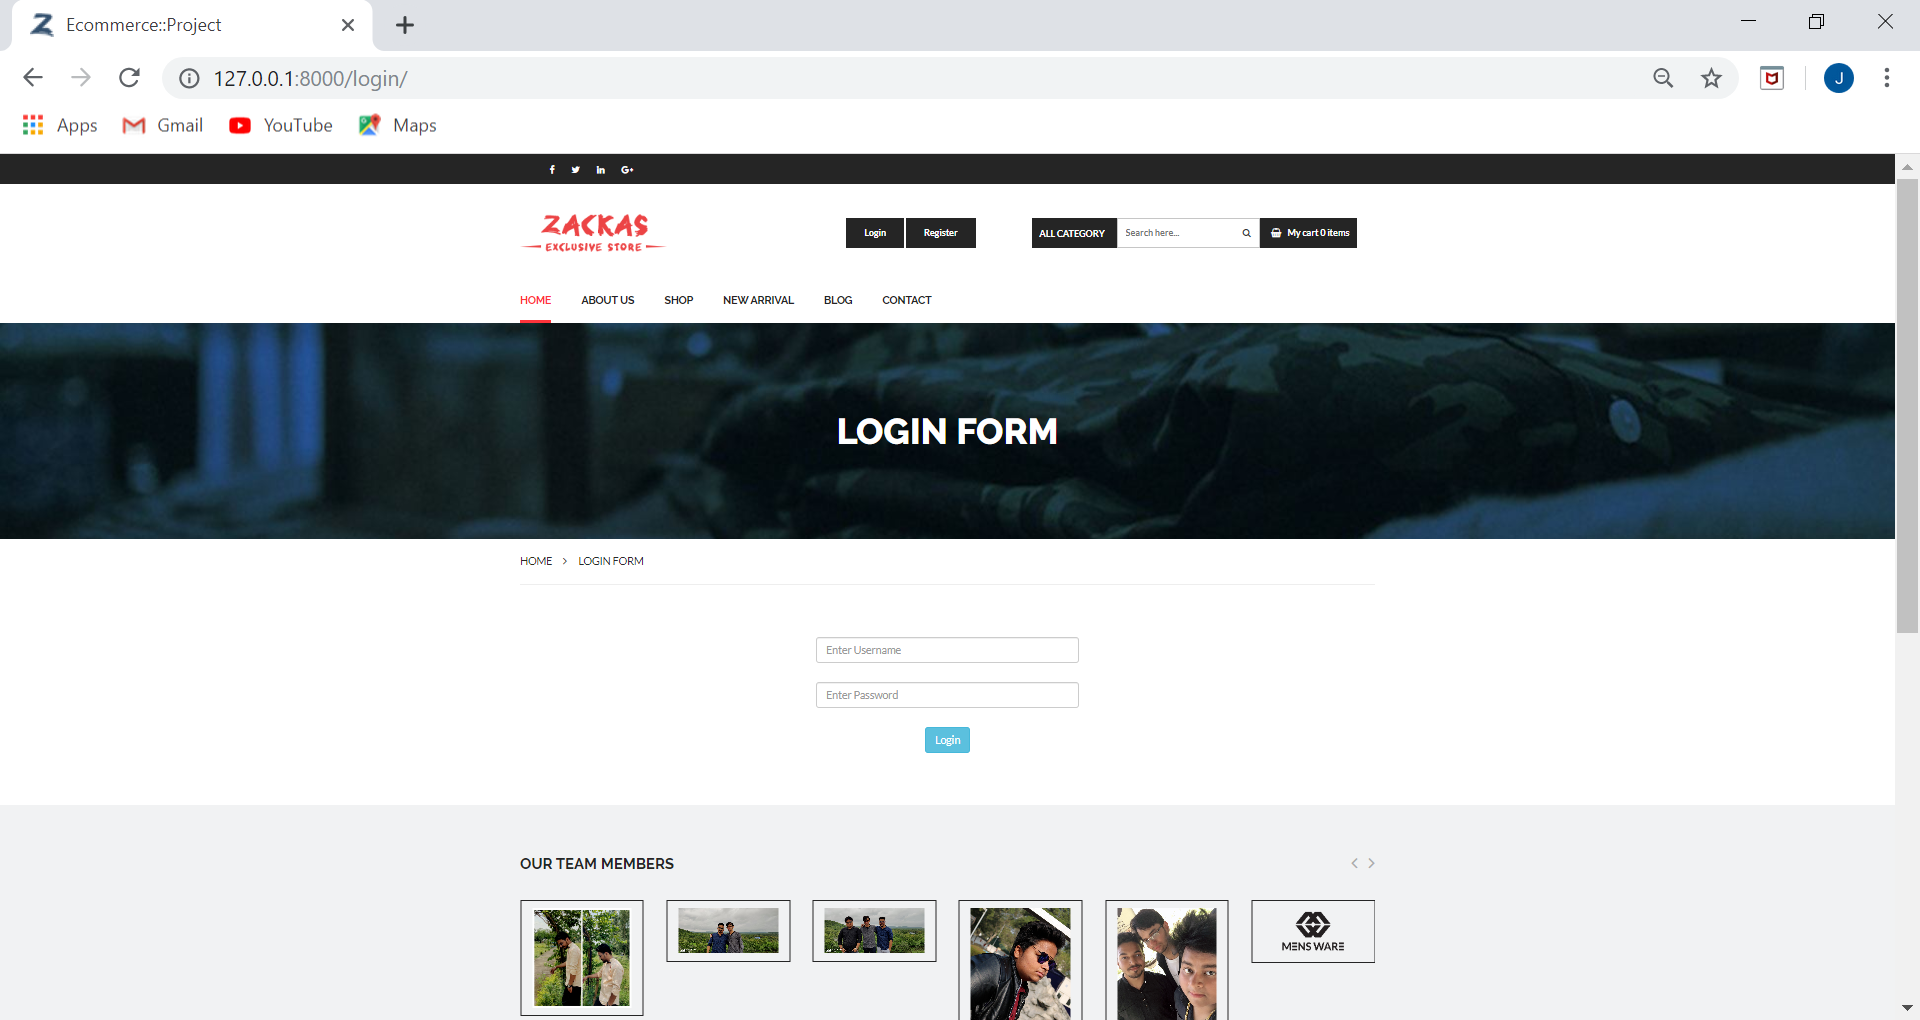 Ecommerce::Project
127.0.0.1:8000/login/
J
Apps
Gmail
YouTube
Maps
ZACKAS
EXCLUSIVE STORE
Login
Register
ALL CATEGORY
Search here...
My cart 0 items
HOME
ABOUT US
SHOP
NEW ARRIVAL
BLOG
CONTACT
LOGIN FORM
HOME > LOGIN FORM
Enter Username
Enter Password
Login
OUR TEAM MEMBERS
MENS WARE